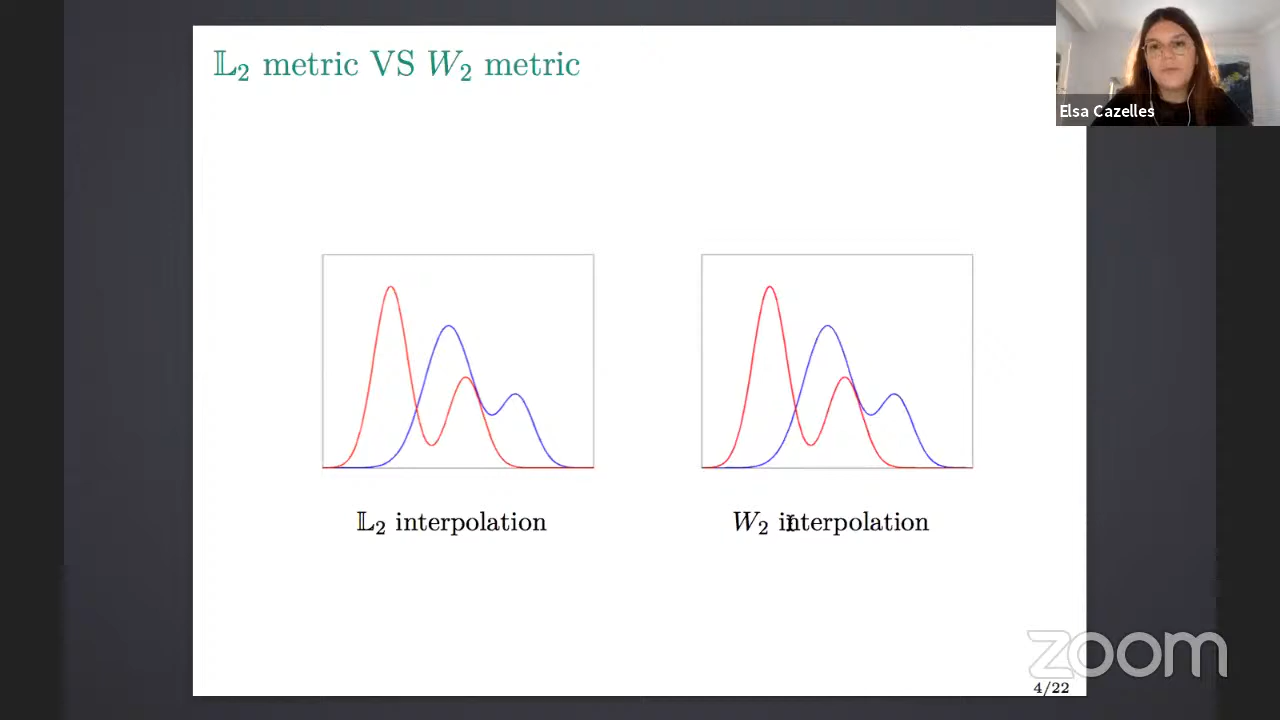 𝕃₂ metric VS W₂ metric
Elsa Cazelles
𝕃₂ interpolation
W₂ interpolation
zoom
4/22